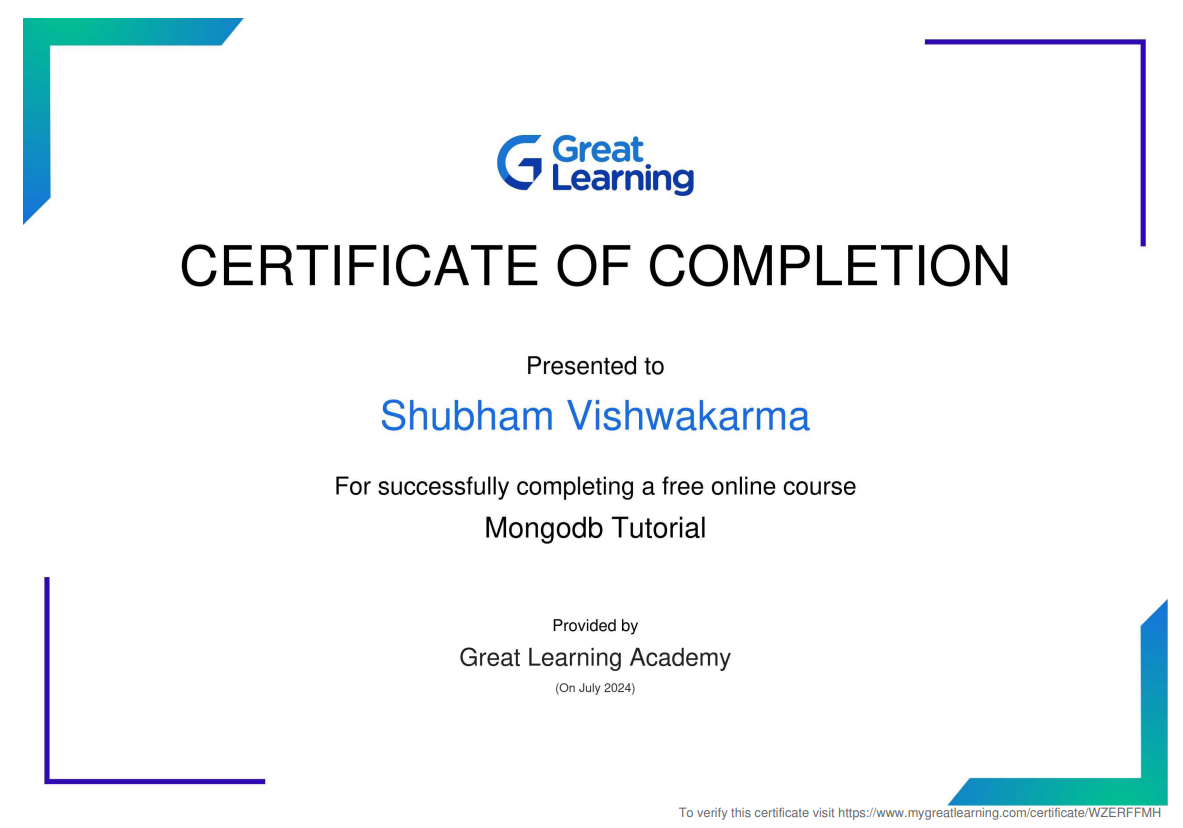 Great
Learning
CERTIFICATE OF COMPLETION
Presented to
Shubham Vishwakarma
For successfully completing a free online course
Mongodb Tutorial
Provided by
Great Learning Academy
(On July 2024)
To verify this certificate visit https://www.mygreatlearning.com/certificate/WZERFFMH